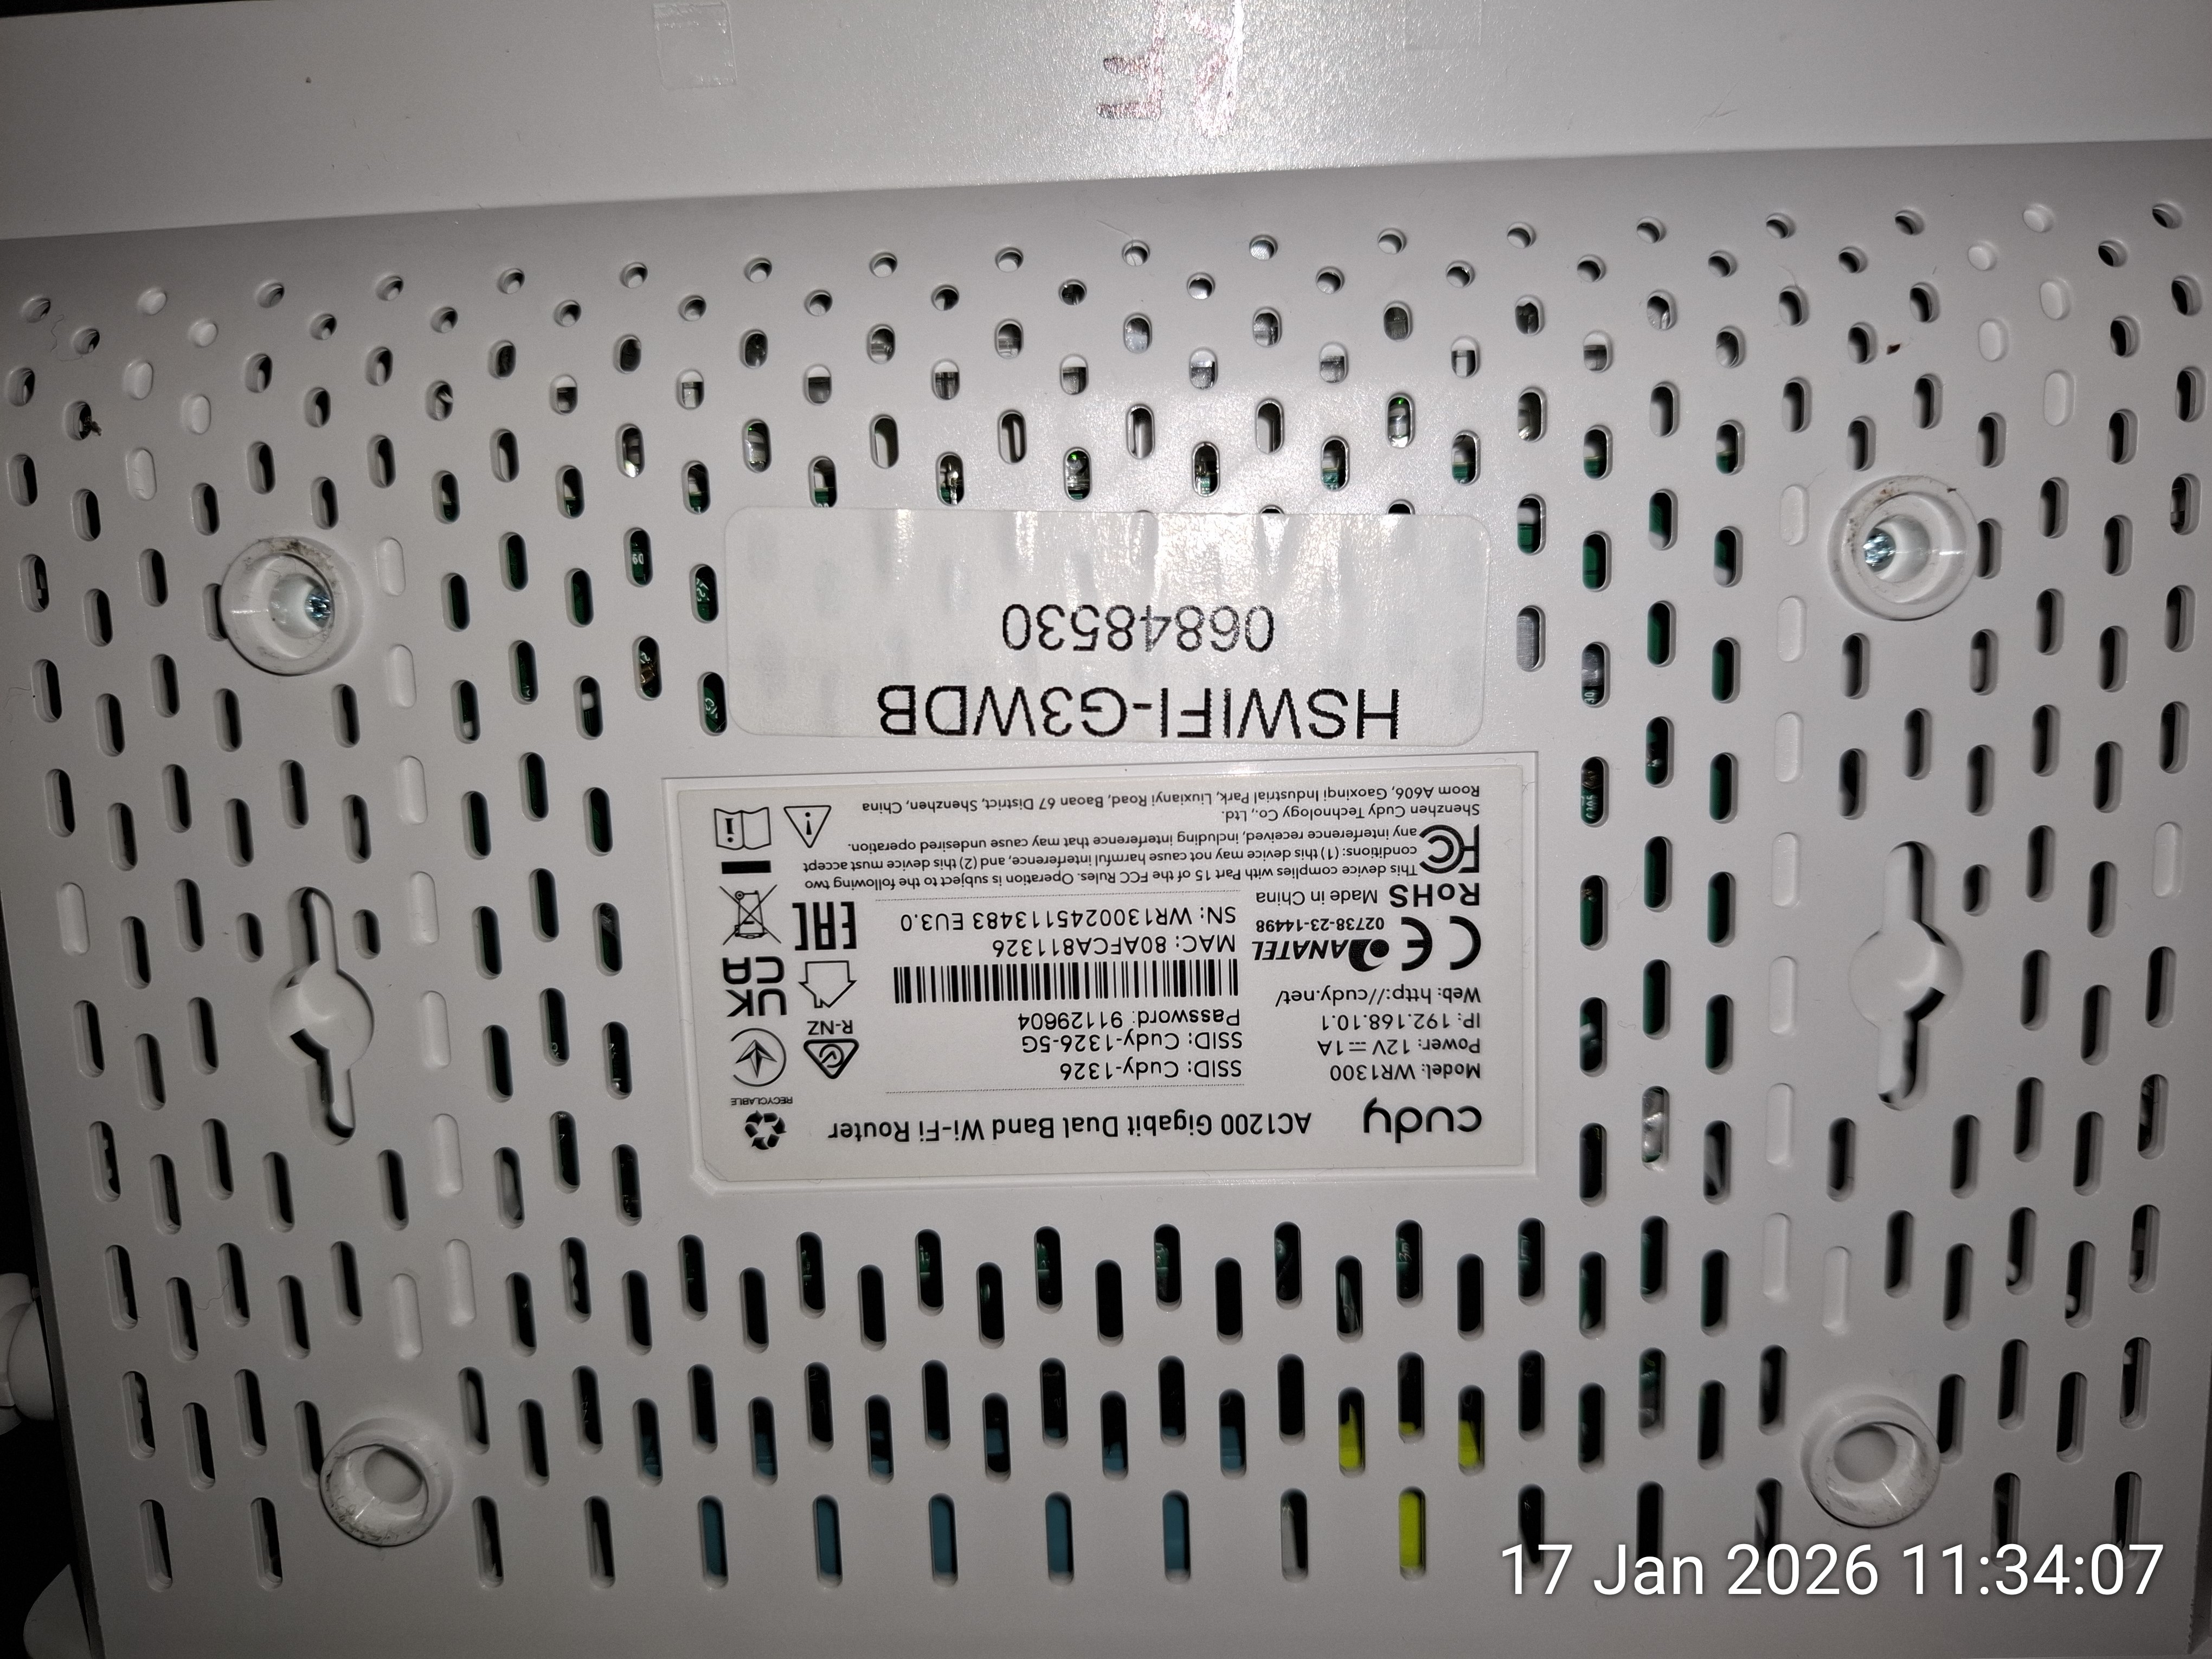 HSWIFI-G3WDB
06848530
cudy
AC1200 Gigabit Dual Band Wi-Fi Router
RECYCLABLE
Model: WR1300
Power: 12V⎓1A
IP: 192.168.10.1
Web: http://cudy.net/
SSID: Cudy-1326
SSID: Cudy-1326-5G
Password: 91129604
MAC: 80AFCA811326
SN: WR1300245113483 EU3.0
R-NZ
UK
CA
EAC
CE
ANATEL
02738-23-14498
RoHS Made in China
FC
This device complies with Part 15 of the FCC Rules. Operation is subject to the following two
conditions: (1) this device may not cause harmful interference, and (2) this device must accept
any interference received, including interference that may cause undesired operation.
Shenzhen Cudy Technology Co., Ltd.
Room A606, Gaoxinqi Industrial Park, Liuxianyi Road, Baoan 67 District, Shenzhen, China
17 Jan 2026 11:34:07